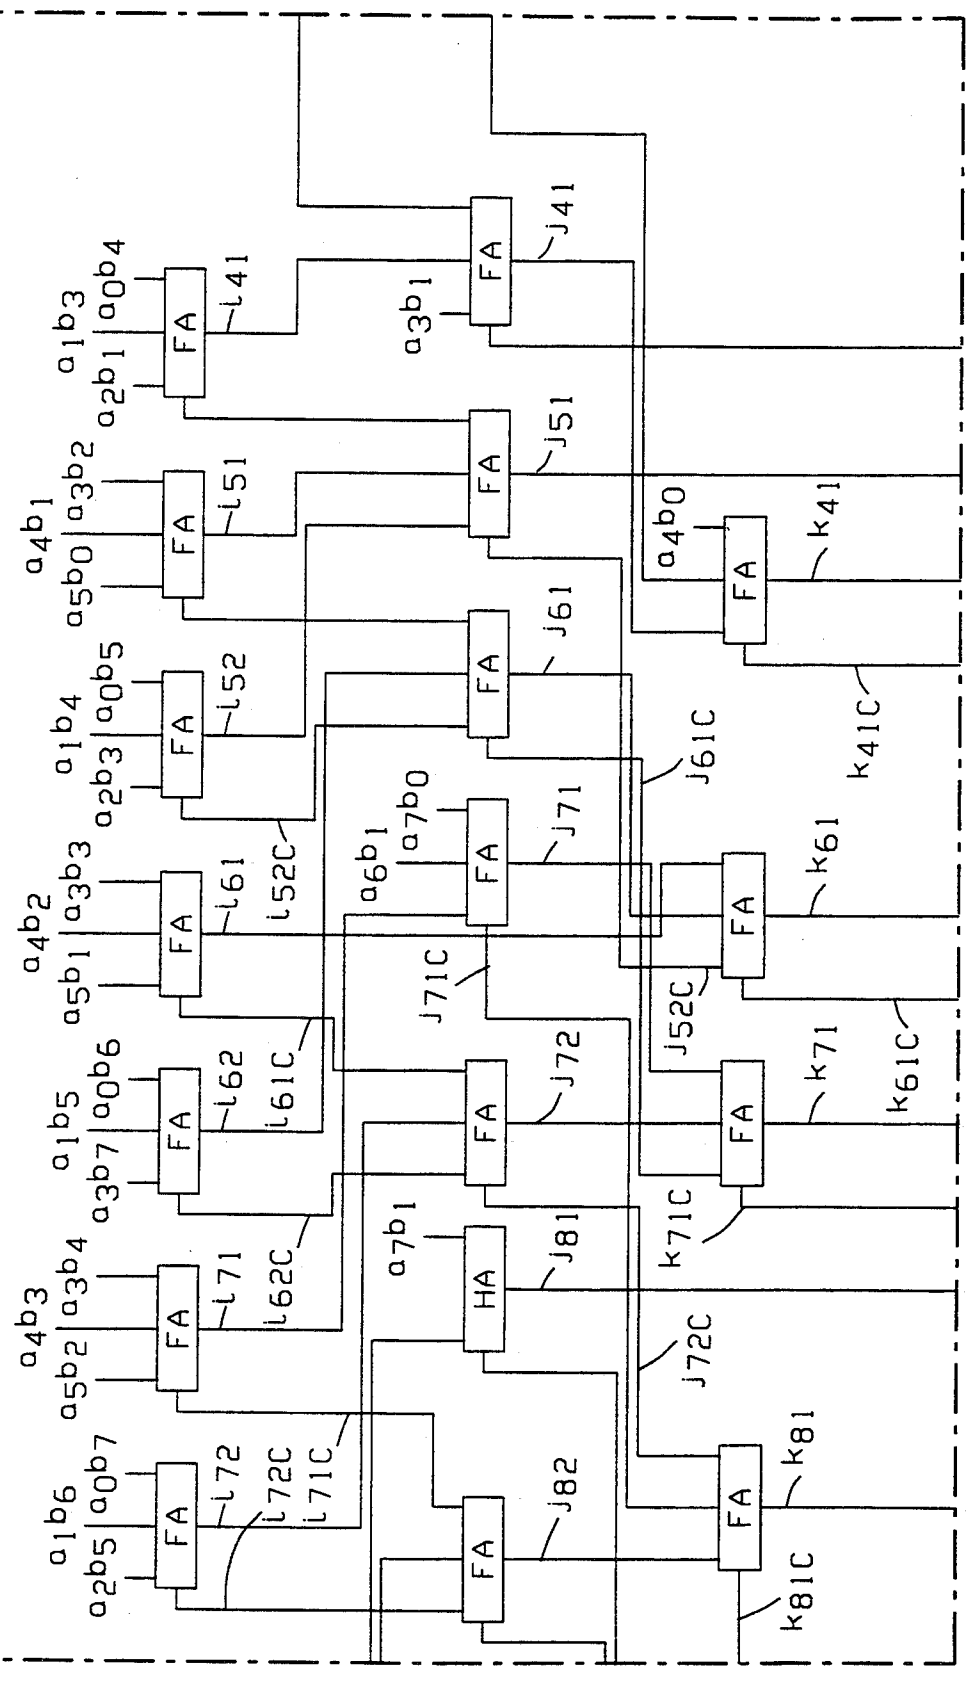 a₁b₆ a₄b₃ a₁b₅ a₄b₂ a₁b₄ a₄b₁ a₁b₃
a₂b₅ a₀b₇ a₅b₂ a₃b₄ a₃b₇ a₀b₆ a₅b₁ a₃b₃ a₂b₃ a₀b₅ a₅b₀ a₃b₂ a₂b₁ a₀b₄
FA FA FA FA FA FA FA
i72 i71 i62 i61 i52 i51 i41
i72C i62C i61C i52C
i71C
a₇b₁ a₆b₁ a₇b₀ a₃b₁
FA HA FA FA FA FA FA
j71C
j82 j81 j72 j71 j61 j51 j41
j72C k71C j52C j61C a₄b₀
FA FA FA FA
k81C k81 k71 k61 k41
k61C k41C